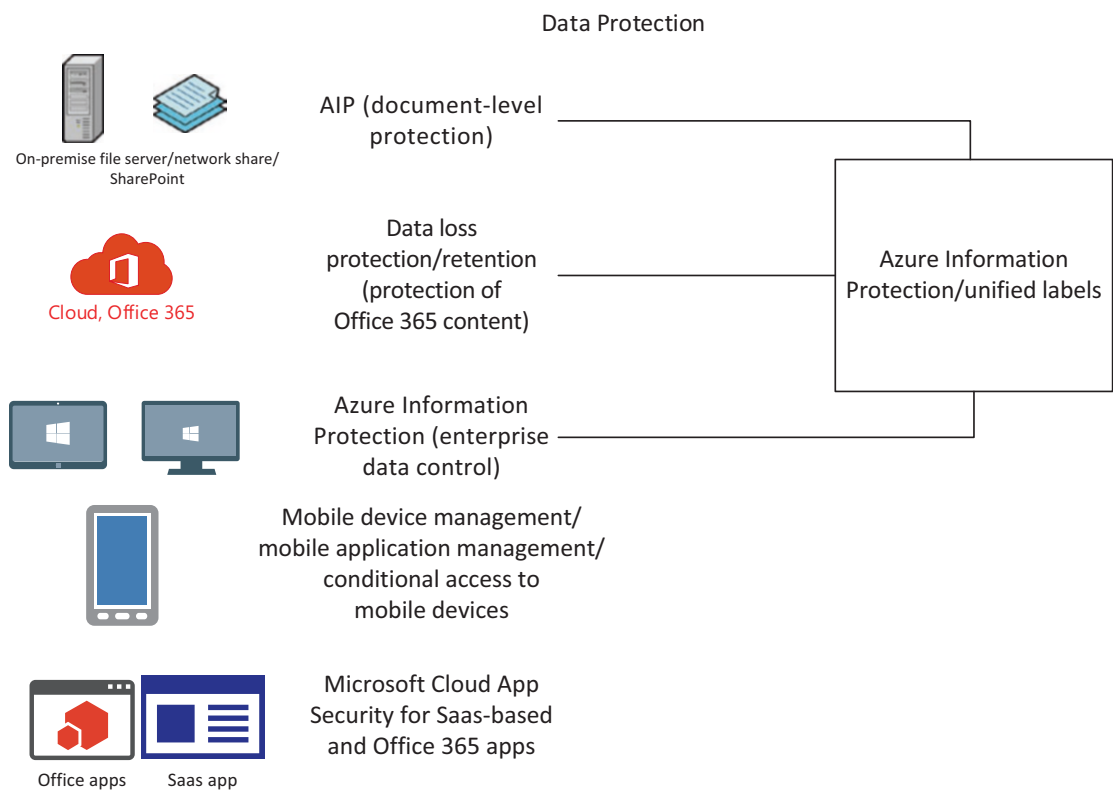 Data Protection
On-premise file server/network share/
SharePoint
AIP (document-level
protection)
Cloud, Office 365
Data loss
protection/retention
(protection of
Office 365 content)
Azure Information
Protection/unified labels
Azure Information
Protection (enterprise
data control)
Mobile device management/
mobile application management/
conditional access to
mobile devices
Office apps
Saas app
Microsoft Cloud App
Security for Saas-based
and Office 365 apps